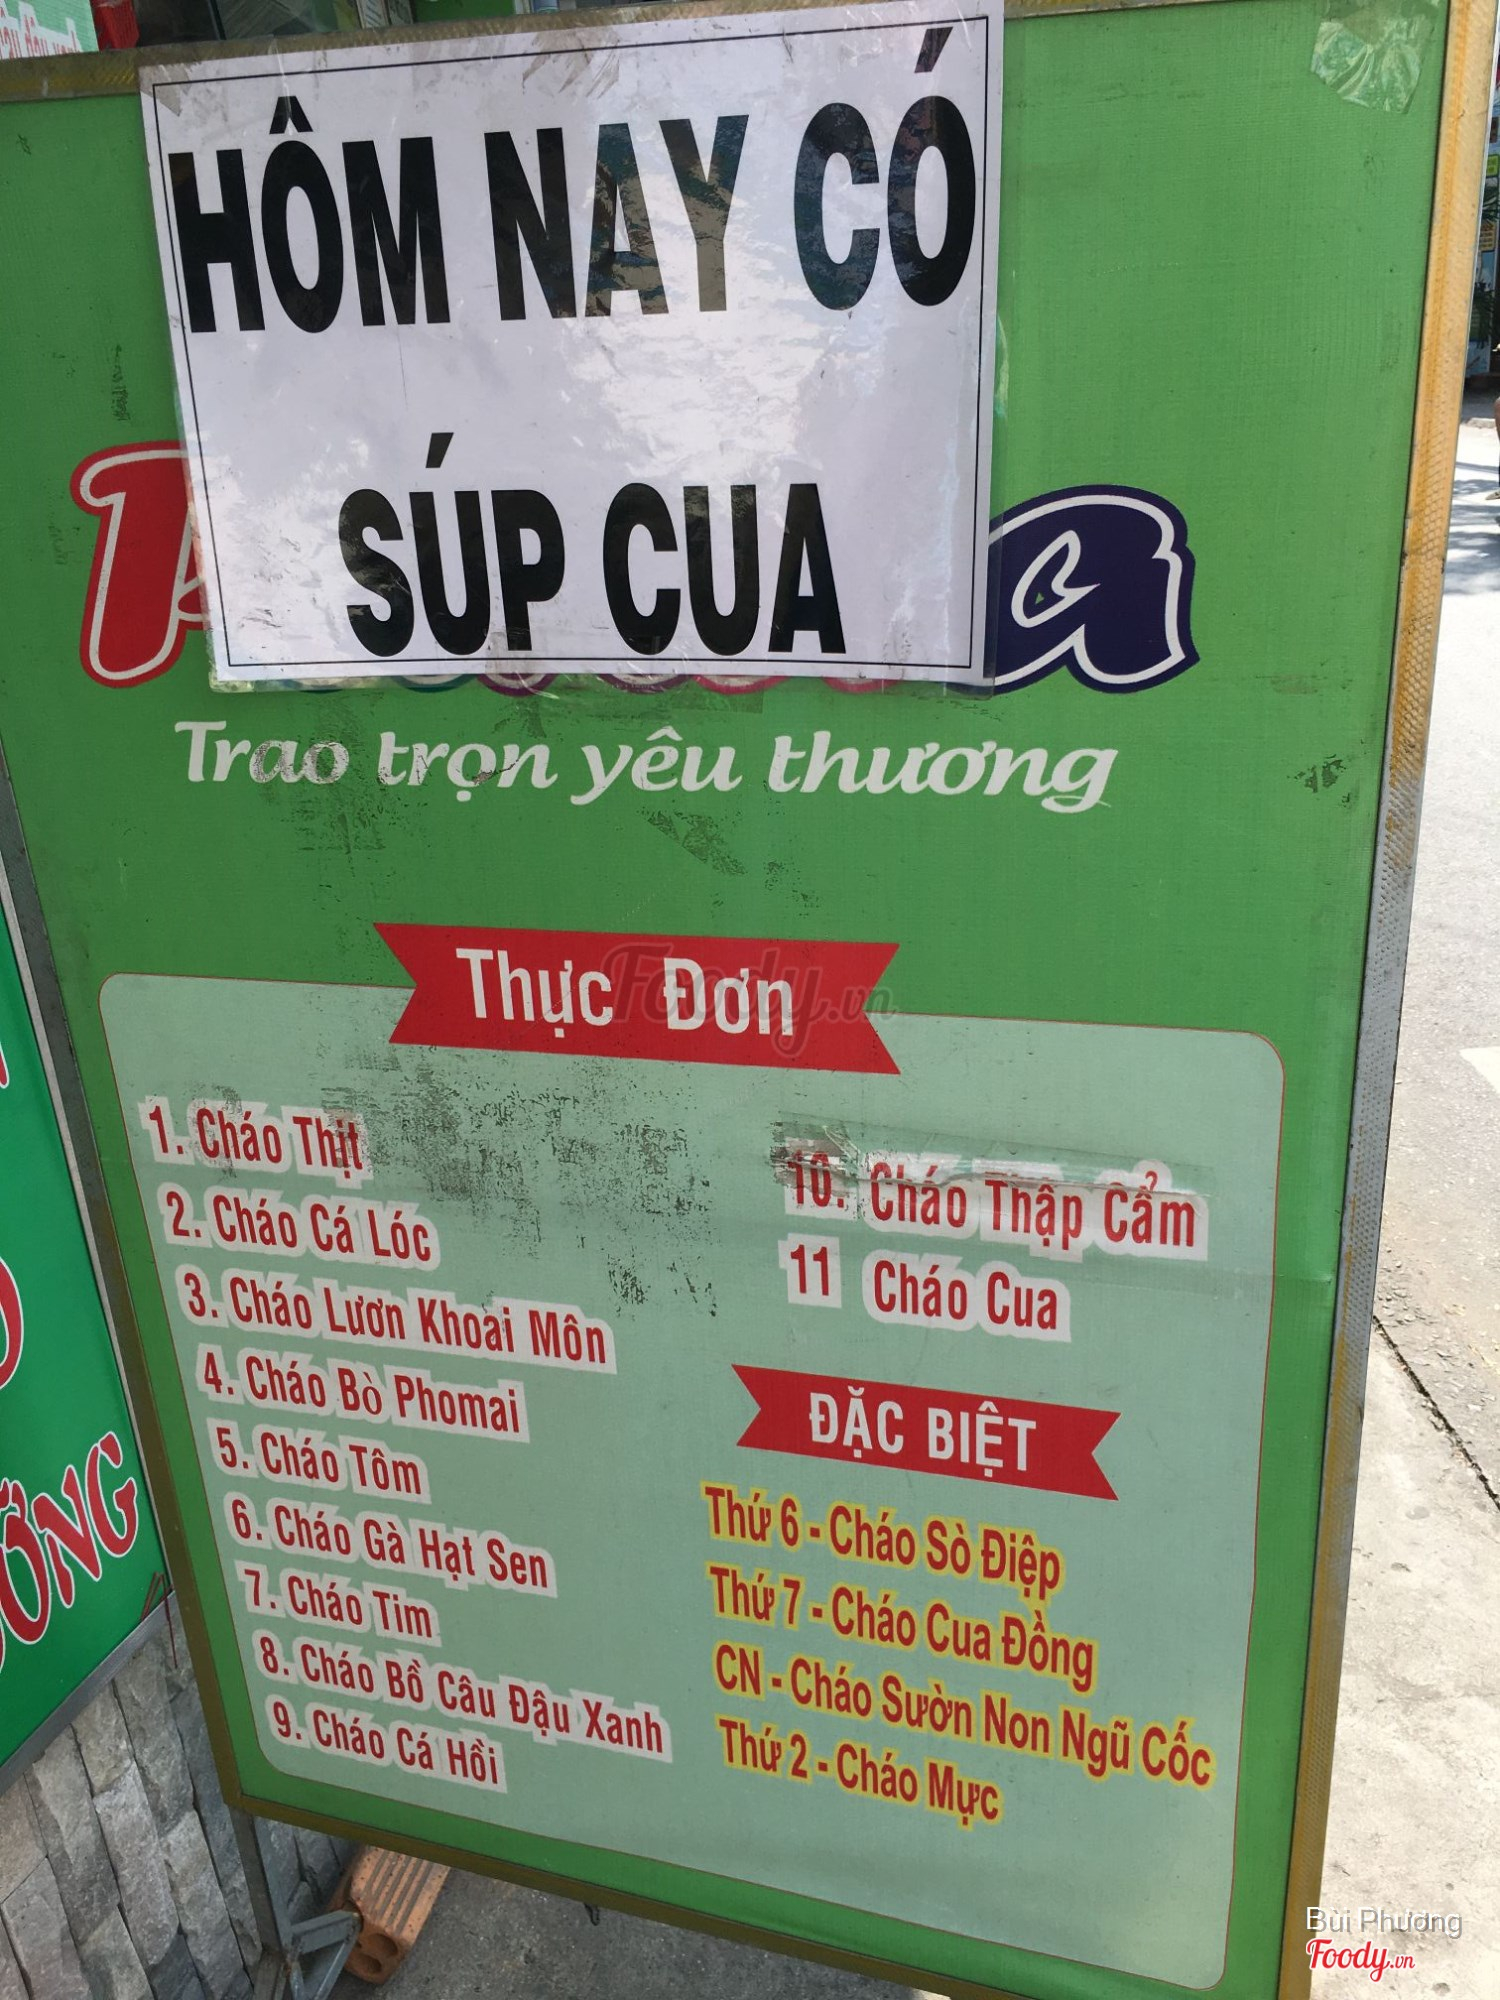 HÔM NAY CÓ
SÚP CUA
Trao trọn yêu thương
Thực Đơn
1. Cháo Thịt
2. Cháo Cá Lóc
3. Cháo Lươn Khoai Môn
4. Cháo Bò Phomai
5. Cháo Tôm
6. Cháo Gà Hạt Sen
7. Cháo Tim
8. Cháo Bồ Câu Đậu Xanh
9. Cháo Cá Hồi
10. Cháo Thập Cẩm
11 Cháo Cua
ĐẶC BIỆT
Thứ 6 - Cháo Sò Điệp
Thứ 7 - Cháo Cua Đồng
CN - Cháo Sườn Non Ngũ Cốc
Thứ 2 - Cháo Mực
Foody.vn
Bùi Phương
Foody.vn